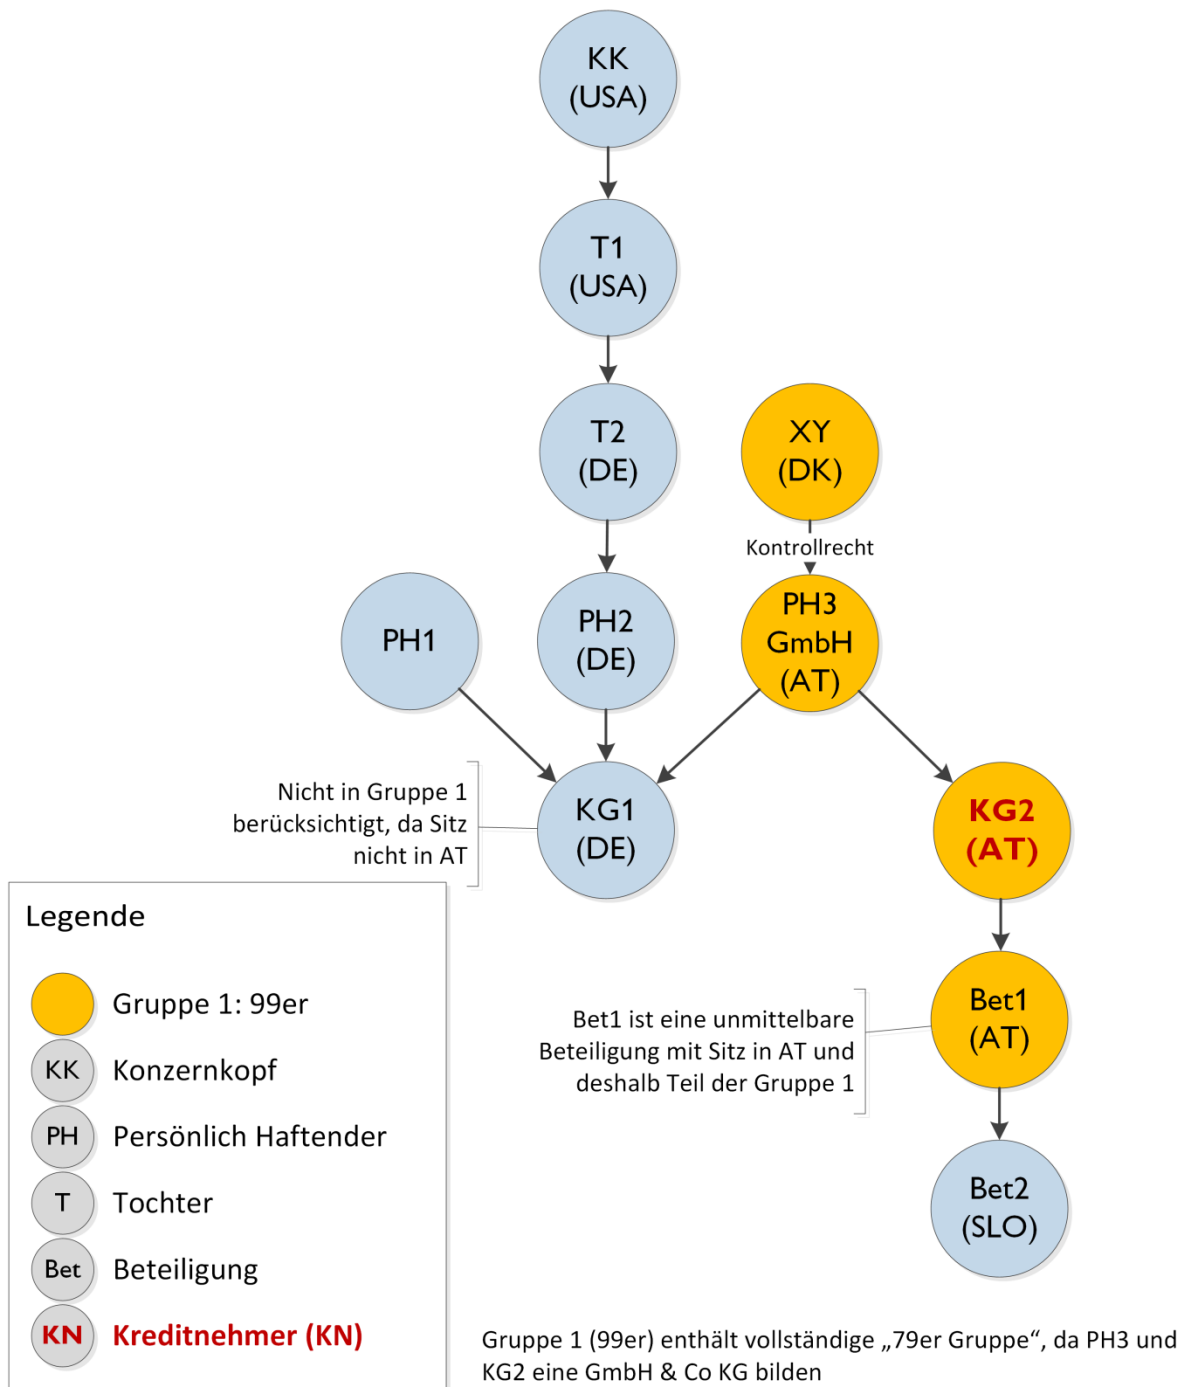 KK
(USA)
T1
(USA)
T2
(DE)
XY
(DK)
Kontrollrecht
PH1
PH2
(DE)
PH3
GmbH
(AT)
Nicht in Gruppe 1
berücksichtigt, da Sitz
nicht in AT
KG1
(DE)
KG2
(AT)
Legende
Gruppe 1: 99er
KK Konzernkopf
PH Persönlich Haftender
T Tochter
Bet Beteiligung
KN Kreditnehmer (KN)
Bet1 ist eine unmittelbare
Beteiligung mit Sitz in AT und
deshalb Teil der Gruppe 1
Bet1
(AT)
Bet2
(SLO)
Gruppe 1 (99er) enthält vollständige „79er Gruppe“, da PH3 und
KG2 eine GmbH & Co KG bilden